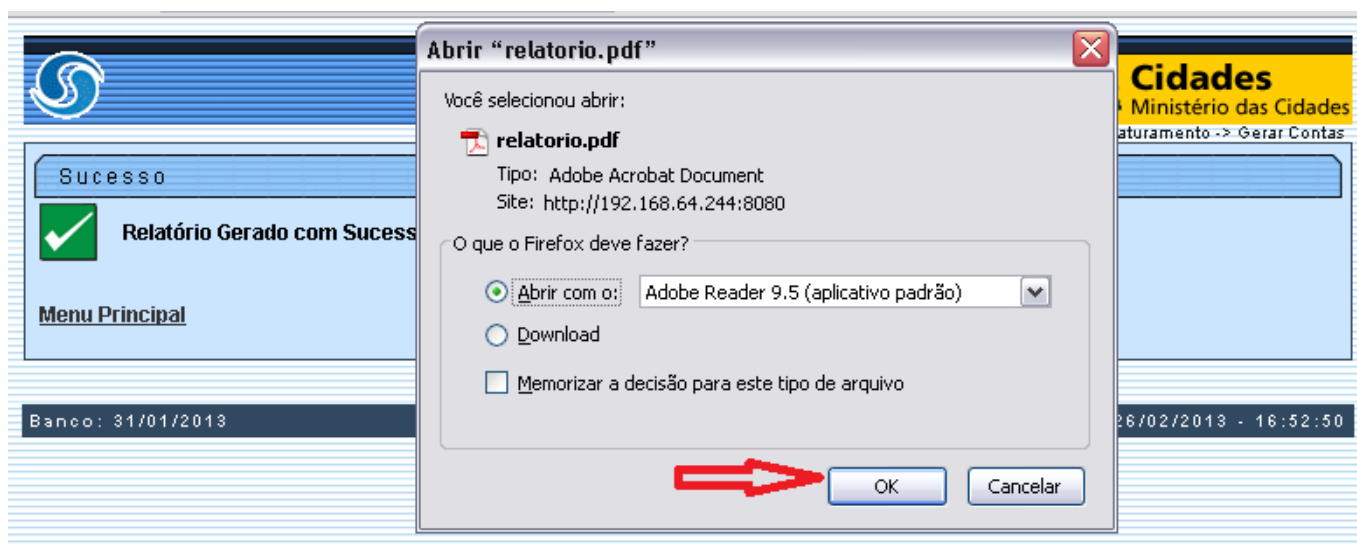 Abrir “relatorio.pdf”
Você selecionou abrir:
relatorio.pdf
Tipo: Adobe Acrobat Document
Site: http://192.168.64.244:8080
O que o Firefox deve fazer?
Abrir com o: Adobe Reader 9.5 (aplicativo padrão)
Download
Memorizar a decisão para este tipo de arquivo
OK Cancelar
Cidades
Ministério das Cidades
aturamento -> Gerar Contas
Sucesso
Relatório Gerado com Sucess
Menu Principal
Banco: 31/01/2013
26/02/2013 - 16:52:50